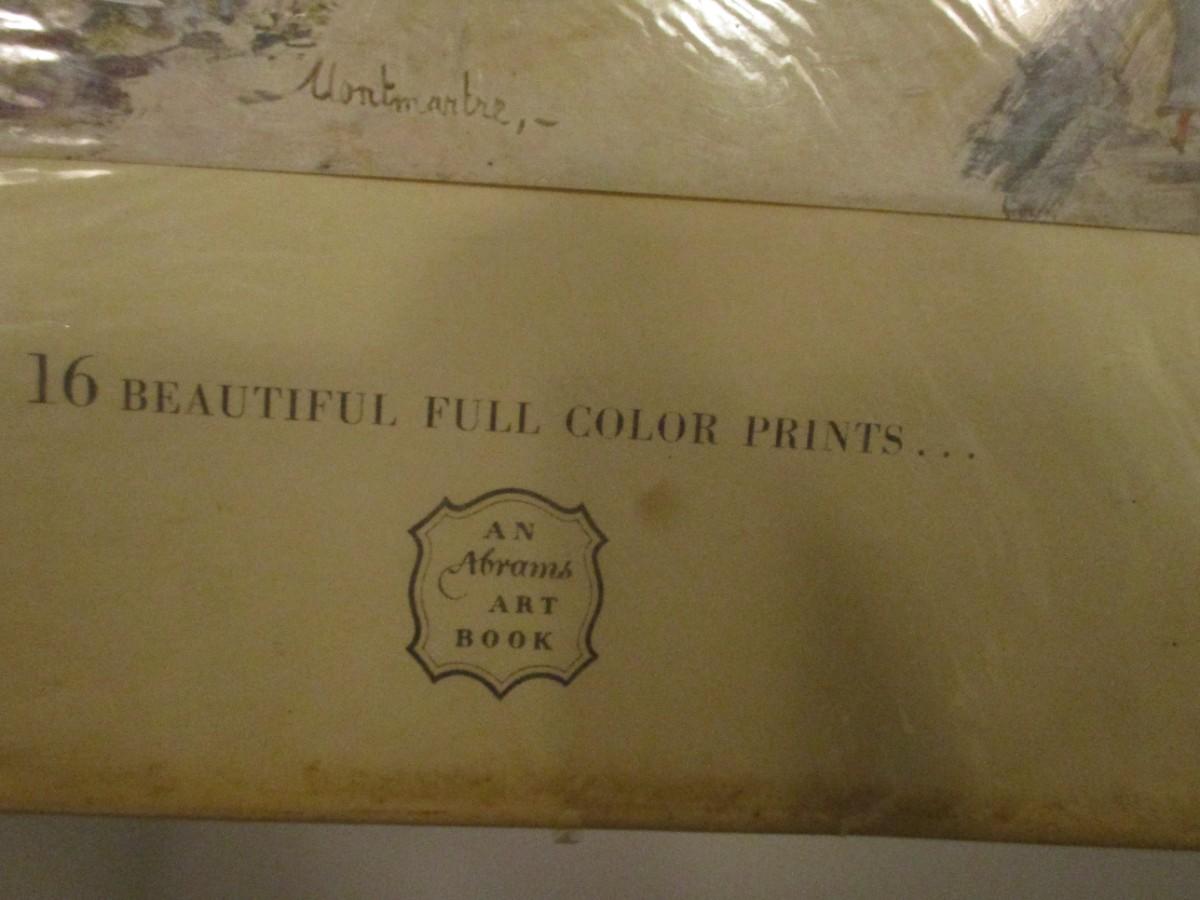 Montmartre,-
16 BEAUTIFUL FULL COLOR PRINTS...
AN
Abrams
ART
BOOK